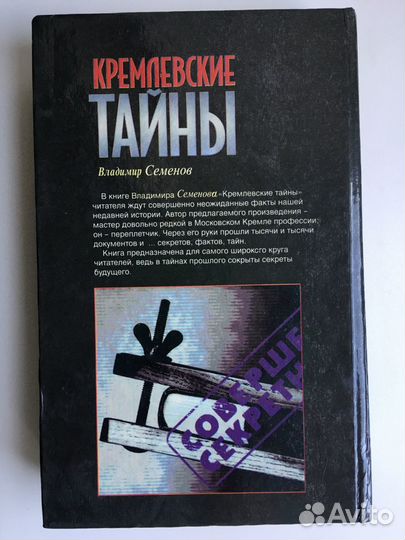 КРЕМЛЕВСКИЕ
ТАЙНЫ
Владимир Семенов
В книге Владимира Семенова «Кремлевские тайны»
читателя ждут совершенно неожиданные факты нашей
недавней истории. Автор предлагаемого произведения –
мастер довольно редкой в Московском Кремле профессии:
он – переплетчик. Через его руки прошли тысячи и тысячи
документов и ... секретов, фактов, тайн.
Книга предназначена для самого широкого круга
читателей, ведь в тайнах прошлого сокрыты секреты
будущего.
СОВЕРШЕ
СЕКРЕТН
Avito